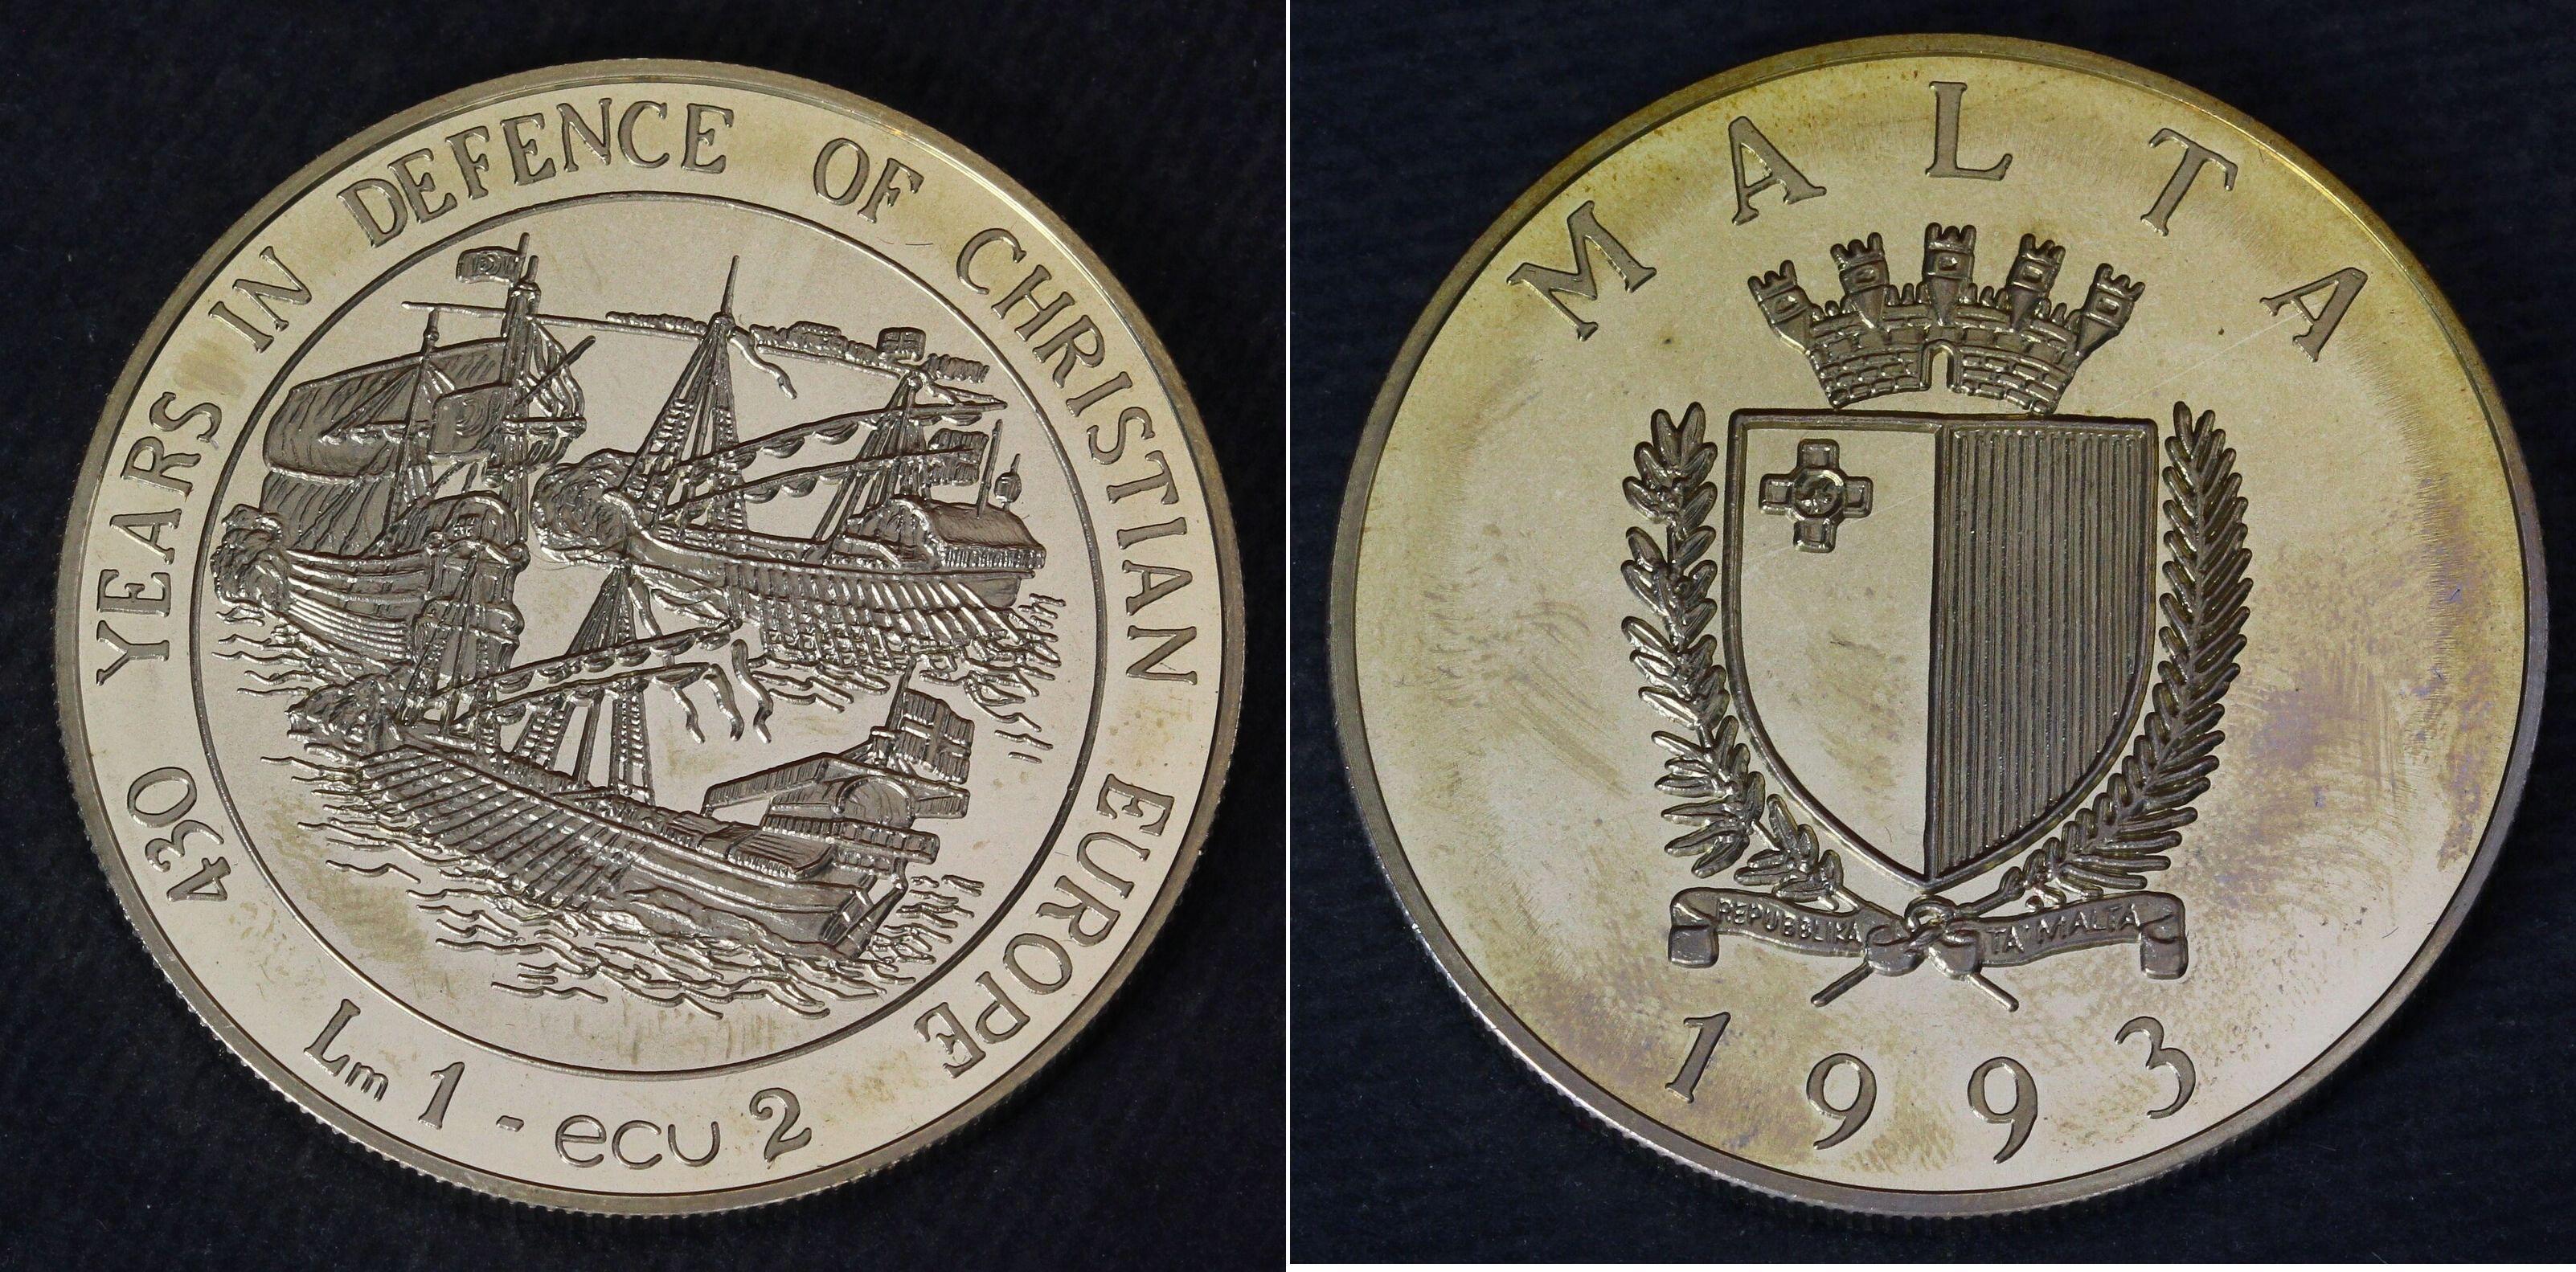 430 YEARS IN DEFENCE OF CHRISTIAN EUROPE
Lm 1 - ecu 2
MALTA
REPUBBLIKA TA' MALTA
1993